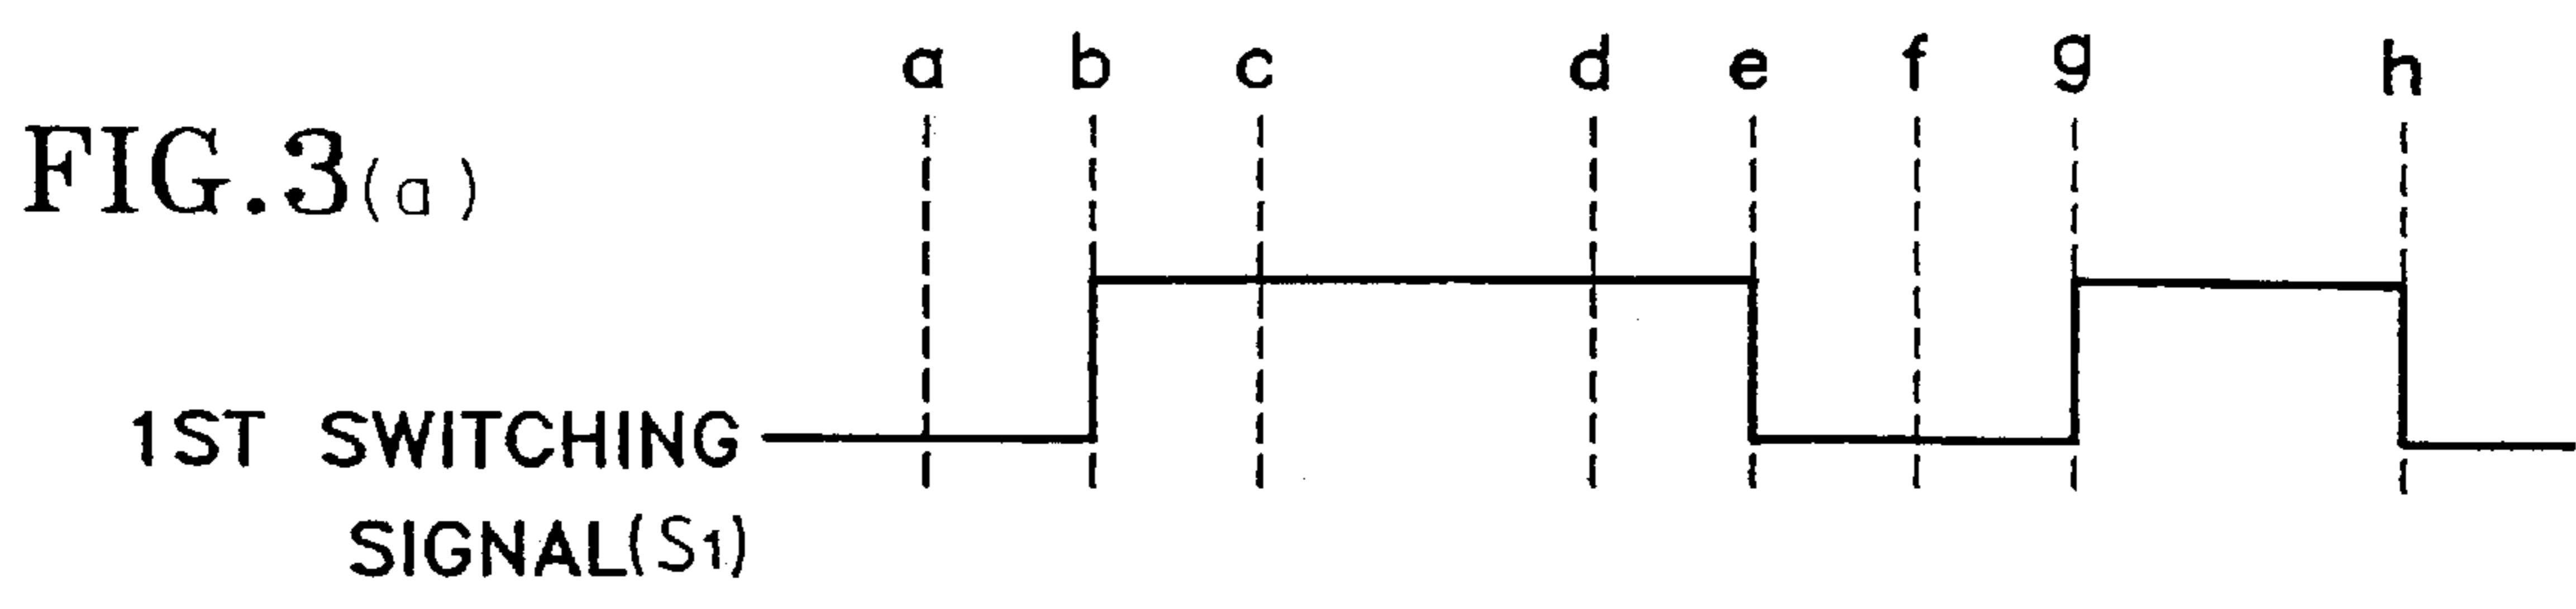 a b c d e f g h
FIG.3(a)
1ST SWITCHING
SIGNAL(S1)